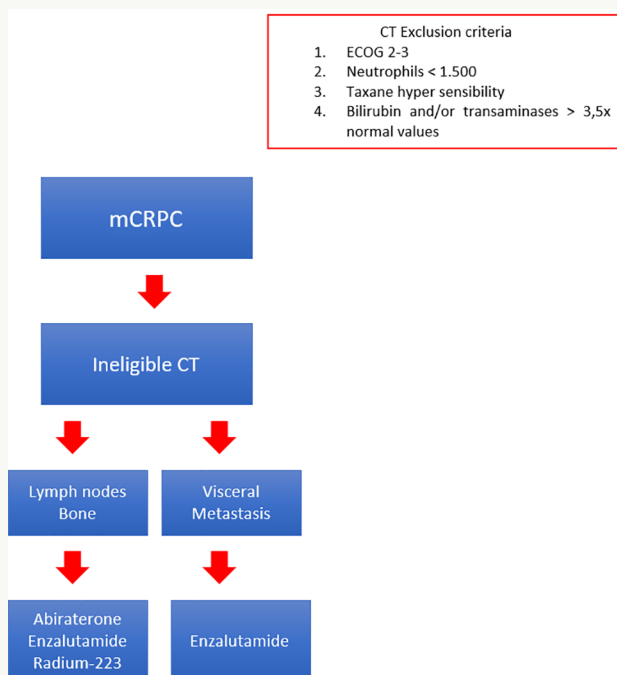 CT Exclusion criteria
1. ECOG 2-3
2. Neutrophils < 1.500
3. Taxane hyper sensibility
4. Bilirubin and/or transaminases > 3,5x
normal values
mCRPC
Ineligible CT
Lymph nodes
Bone
Visceral
Metastasis
Abiraterone
Enzalutamide
Radium-223
Enzalutamide